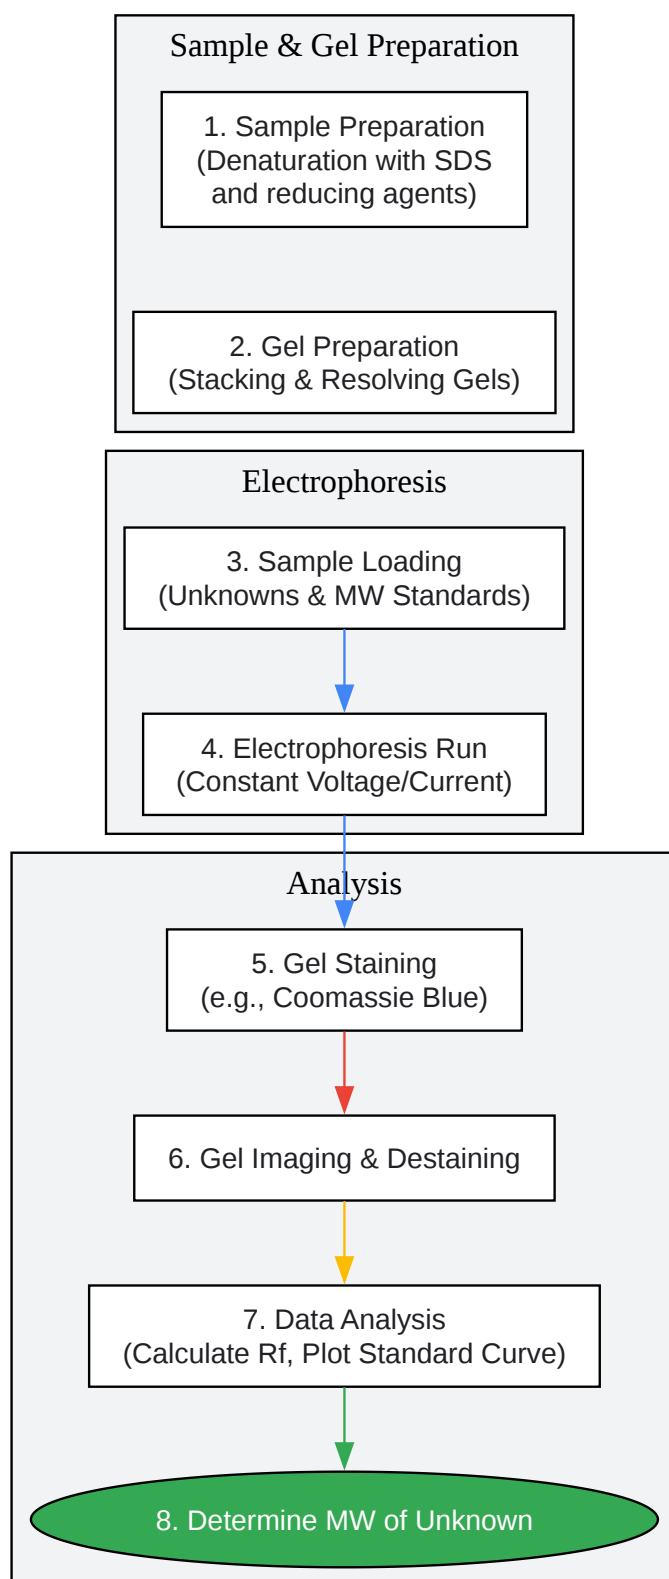 Sample & Gel Preparation
1. Sample Preparation
(Denaturation with SDS
and reducing agents)
2. Gel Preparation
(Stacking & Resolving Gels)
Electrophoresis
3. Sample Loading
(Unknowns & MW Standards)
4. Electrophoresis Run
(Constant Voltage/Current)
Analysis
5. Gel Staining
(e.g., Coomassie Blue)
6. Gel Imaging & Destaining
7. Data Analysis
(Calculate Rf, Plot Standard Curve)
8. Determine MW of Unknown